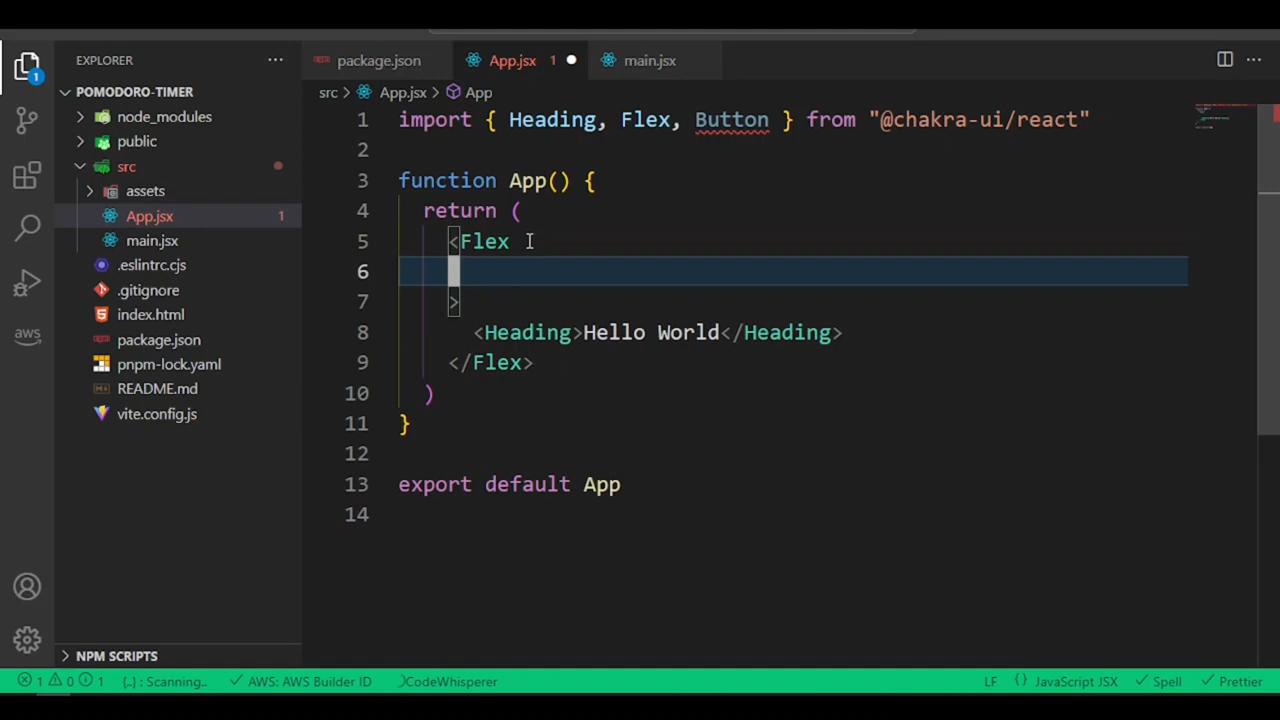 EXPLORER
POMODORO-TIMER
node_modules
public
src
assets
App.jsx 1
main.jsx
.eslintrc.cjs
.gitignore
index.html
package.json
pnpm-lock.yaml
README.md
vite.config.js
NPM SCRIPTS
1
aws
package.json App.jsx 1 main.jsx
src > App.jsx > App
1 import { Heading, Flex, Button } from "@chakra-ui/react"
2
3 function App() {
4 return (
5 <Flex
6
7 >
8 <Heading>Hello World</Heading>
9 </Flex>
10 )
11 }
12
13 export default App
14
1 0 1 {..} : Scanning.. AWS: AWS Builder ID CodeWhisperer LF {} JavaScript JSX Spell Prettier